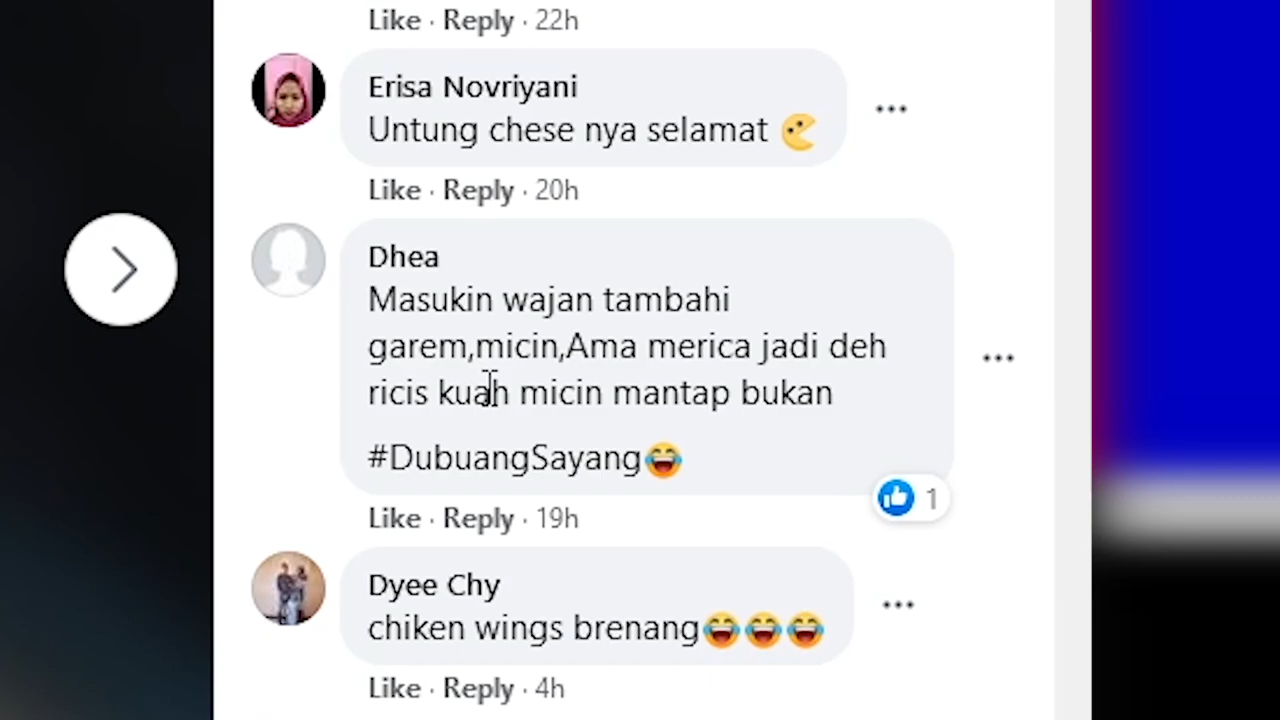 Like · Reply · 22h
Erisa Novriyani
Untung chese nya selamat
Like · Reply · 20h
Dhea
Masukin wajan tambahi
garem,micin,Ama merica jadi deh
ricis kuah micin mantap bukan
#DubuangSayang😂
1
Like · Reply · 19h
Dyee Chy
chiken wings brenang😂😂😂
Like · Reply · 4h